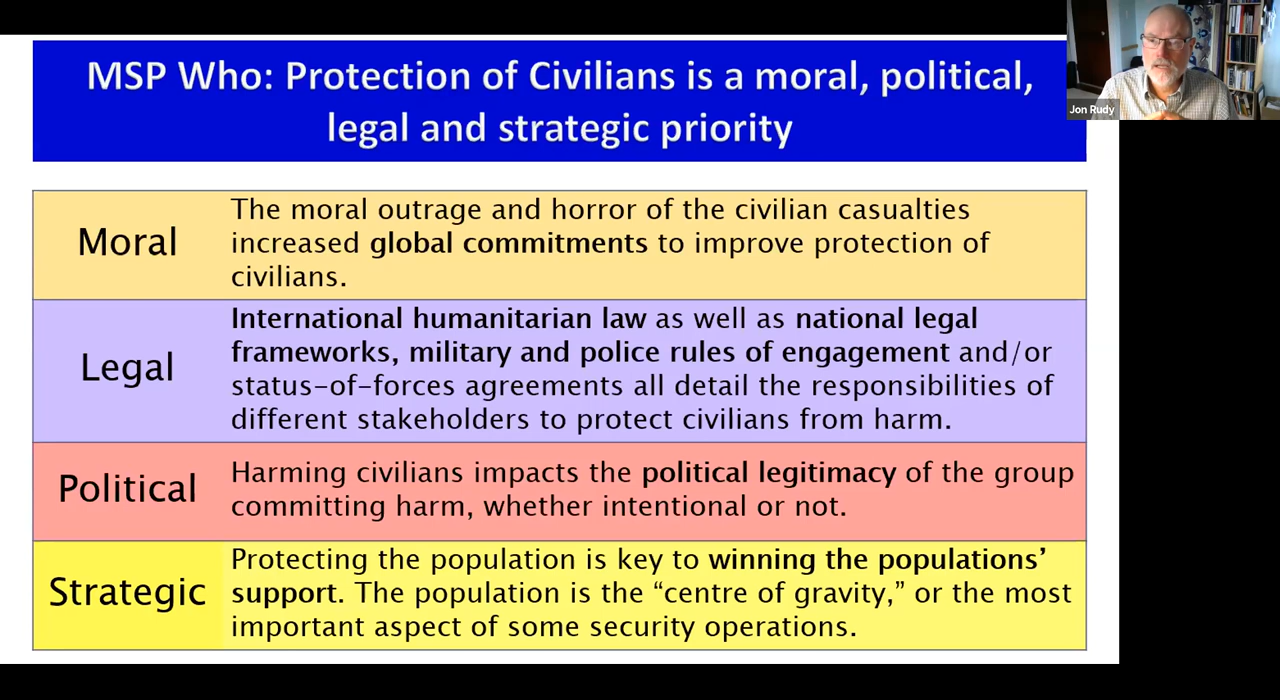 MSP Who: Protection of Civilians is a moral, political,
legal and strategic priority
Jon Rudy
Moral
The moral outrage and horror of the civilian casualties
increased global commitments to improve protection of
civilians.
Legal
International humanitarian law as well as national legal
frameworks, military and police rules of engagement and/or
status-of-forces agreements all detail the responsibilities of
different stakeholders to protect civilians from harm.
Political
Harming civilians impacts the political legitimacy of the group
committing harm, whether intentional or not.
Strategic
Protecting the population is key to winning the populations’
support. The population is the “centre of gravity,” or the most
important aspect of some security operations.